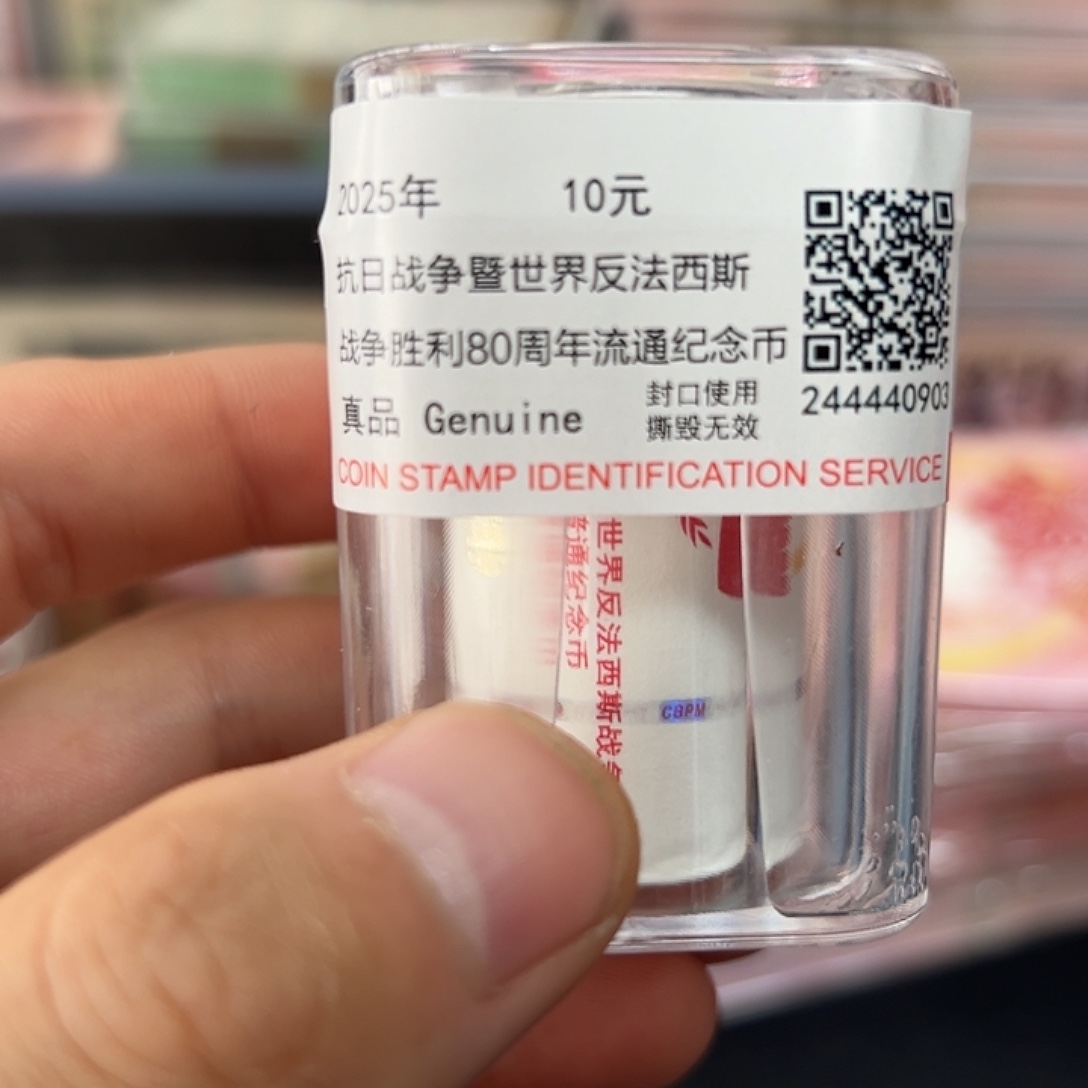 2025年 10元
抗日战争暨世界反法西斯
战争胜利80周年流通纪念币
真品 Genuine
封口使用
撕毁无效
244440903
COIN STAMP IDENTIFICATION SERVICE
世界反法西斯战争
普通纪念币
CBPM